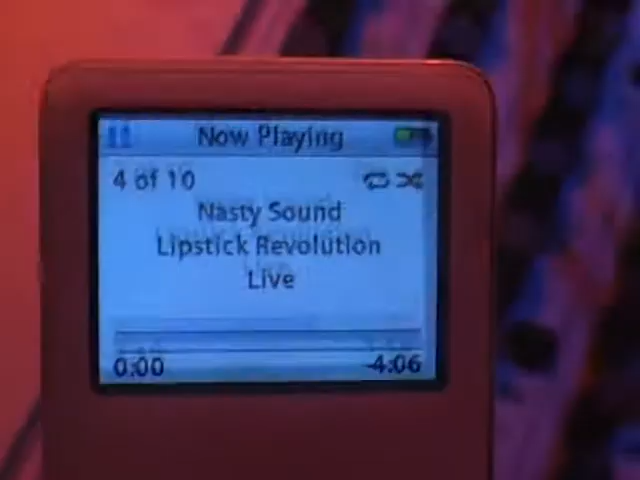 Now Playing
4 of 10
Nasty Sound
Lipstick Revolution
Live
0:00 -4:06